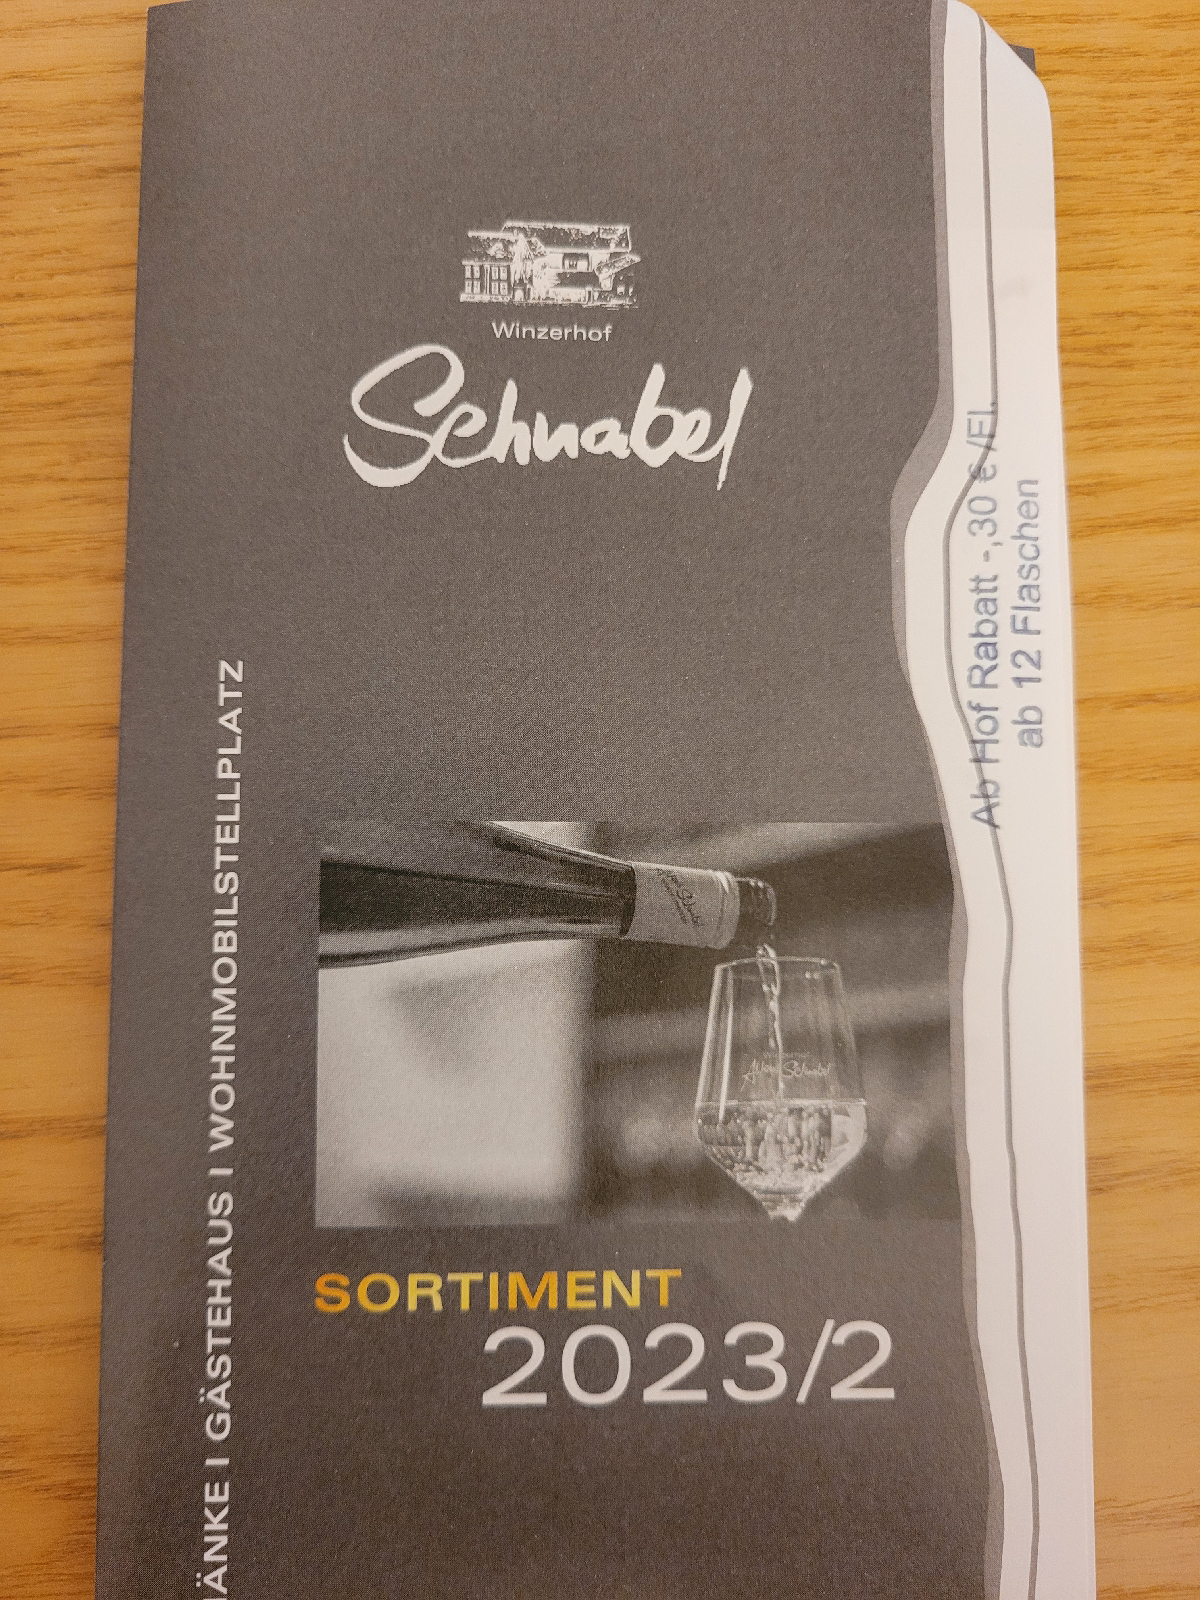 Winzerhof
Schnabel
Ab Hof Rabatt -,30 € /Fl.
ab 12 Flaschen
ÄNKE I GÄSTEHAUS I WOHNMOBILSTELLPLATZ
SORTIMENT
2023/2